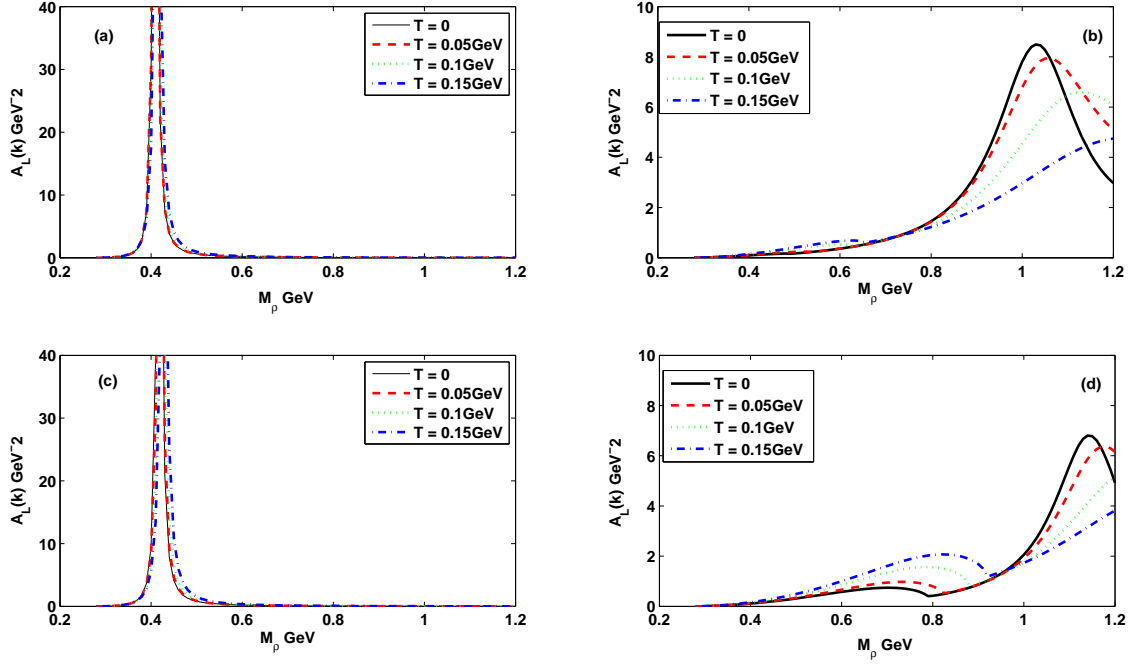 (a)
T = 0
T = 0.05GeV
T = 0.1GeV
T = 0.15GeV
A_L(k) GeV^-2
40
30
20
10
0
0.2 0.4 0.6 0.8 1 1.2
M_ρ GeV
(b)
T = 0
T = 0.05GeV
T = 0.1GeV
T = 0.15GeV
A_L(k) GeV^-2
10
8
6
4
2
0
0.2 0.4 0.6 0.8 1 1.2
M_ρ GeV
(c)
T = 0
T = 0.05GeV
T = 0.1GeV
T = 0.15GeV
A_L(k) GeV^-2
40
30
20
10
0
0.2 0.4 0.6 0.8 1 1.2
M_ρ GeV
(d)
T = 0
T = 0.05GeV
T = 0.1GeV
T = 0.15GeV
A_L(k) GeV^-2
10
8
6
4
2
0
0.2 0.4 0.6 0.8 1 1.2
M_ρ GeV